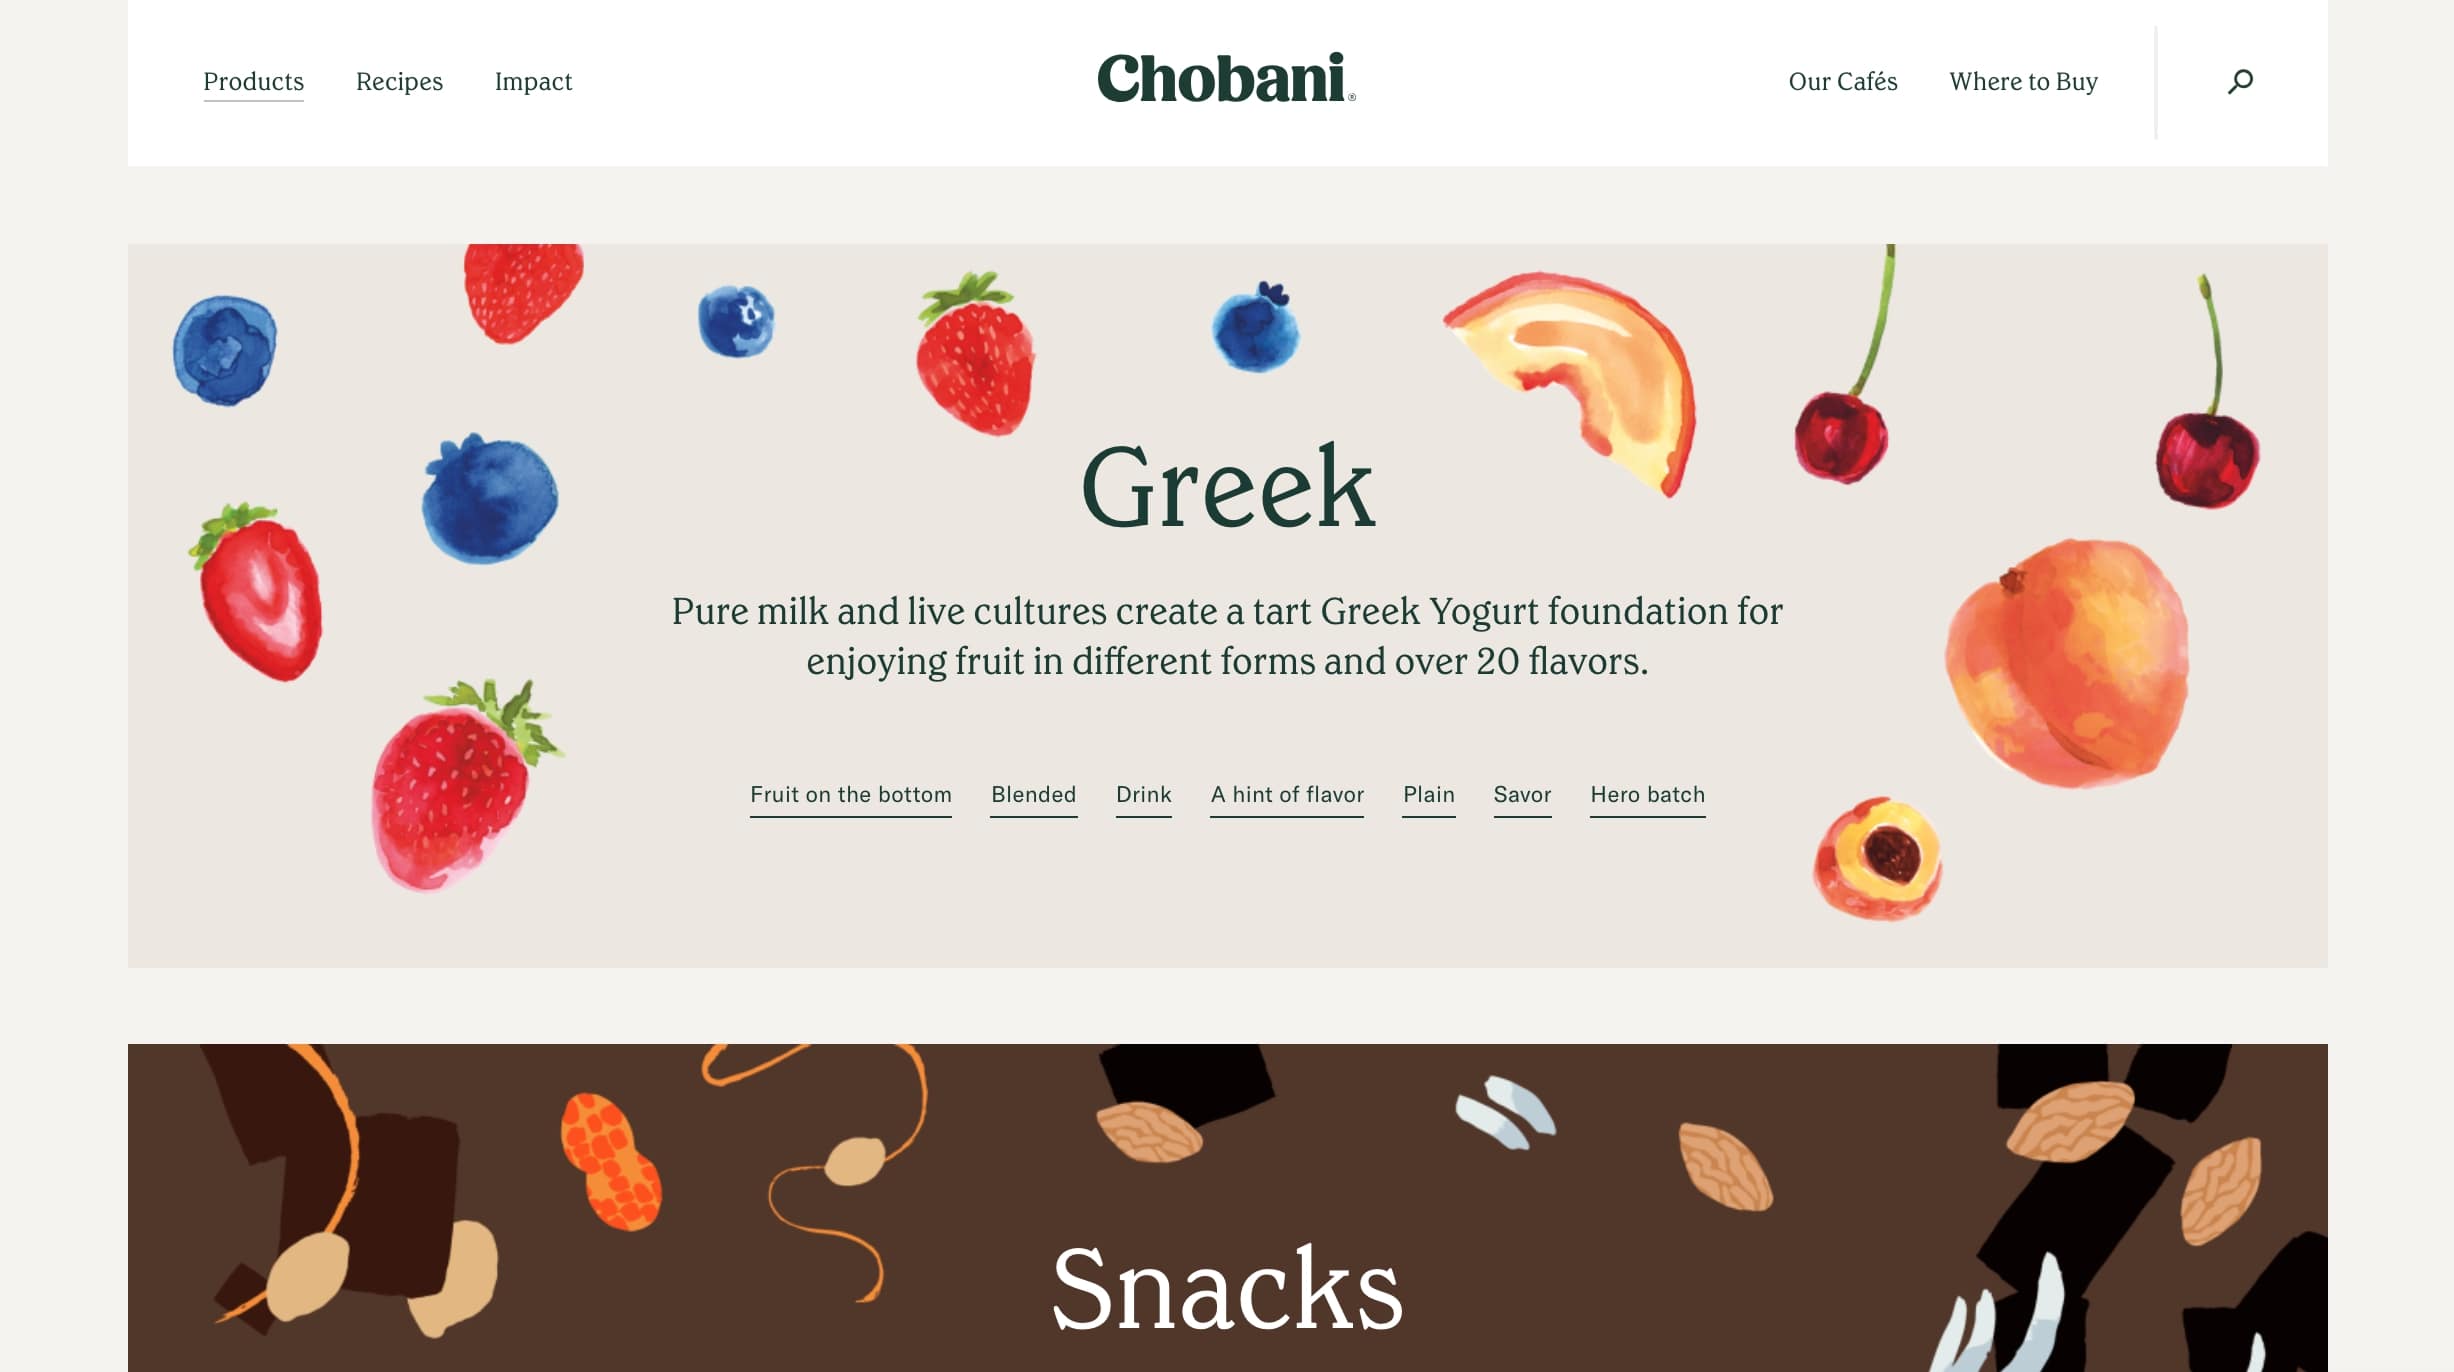 Products
Recipes
Impact
Chobani®
Our Cafés
Where to Buy
Greek
Pure milk and live cultures create a tart Greek Yogurt foundation for
enjoying fruit in different forms and over 20 flavors.
Fruit on the bottom
Blended
Drink
A hint of flavor
Plain
Savor
Hero batch
Snacks